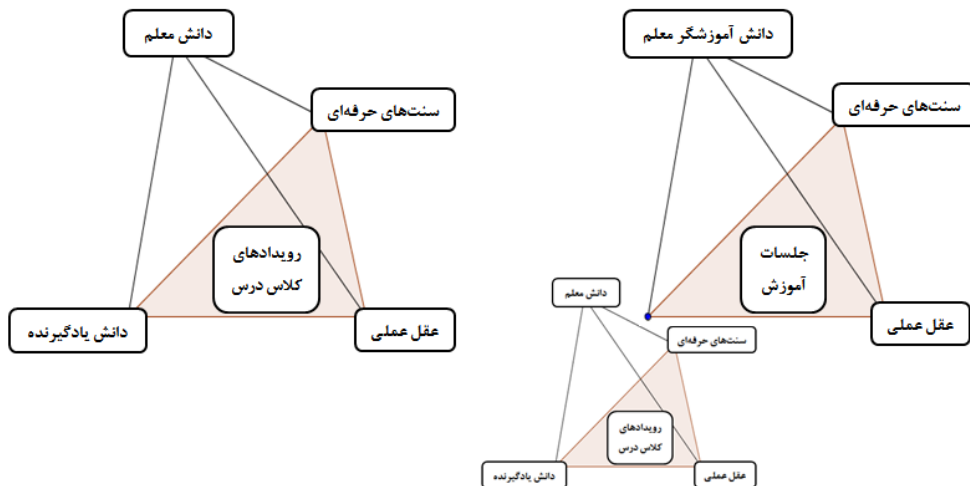 دانش معلم
سنت‌های حرفه‌ای
رویدادهای
کلاس درس
دانش یادگیرنده
عقل عملی
دانش آموزشگر معلم
سنت‌های حرفه‌ای
جلسات
آموزش
عقل عملی
دانش معلم
سنت‌های حرفه‌ای
رویدادهای
کلاس درس
دانش یادگیرنده
عقل عملی